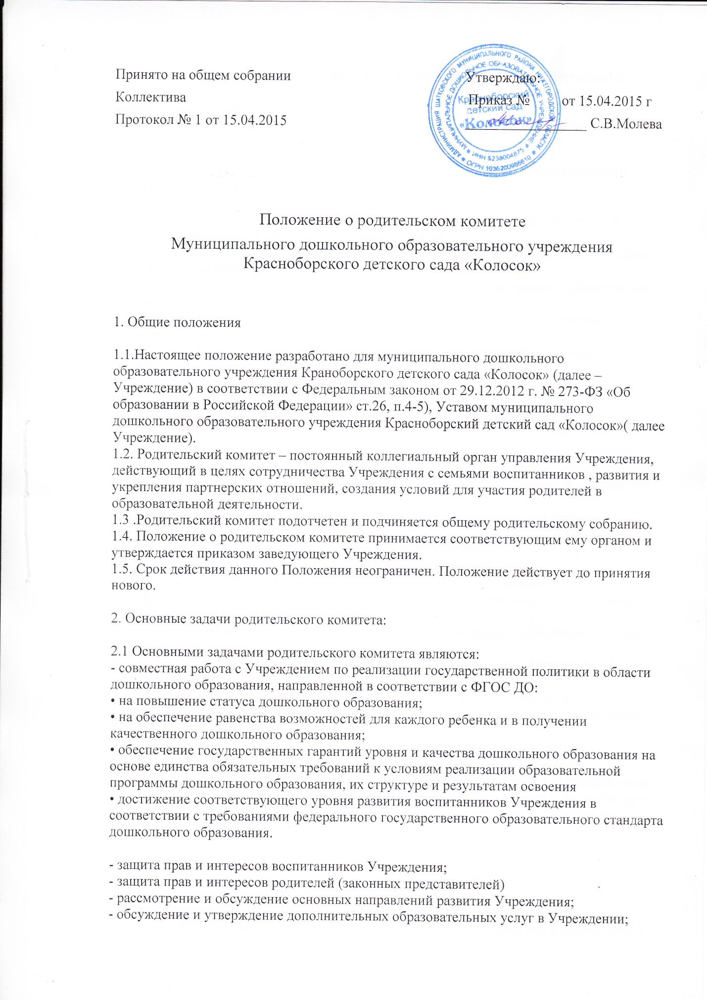 Принято на общем собрании
Утверждаю:
Коллектива
Приказ № от 15.04.2015 г
Протокол № 1 от 15.04.2015
С.В.Молева
АДМИНИСТРАЦИЯ ШАТКОВСКОГО МУНИЦИПАЛЬНОГО РАЙОНА НИЖЕГОРОДСКОЙ ОБЛАСТИ
ОГРН 1036200985610
МУНИЦИПАЛЬНОЕ ДОШКОЛЬНОЕ ОБРАЗОВАТЕЛЬНОЕ УЧРЕЖДЕНИЕ
ИНН 5238004875
Красноборский
детский сад
«Колосок»
Положение о родительском комитете
Муниципального дошкольного образовательного учреждения
Красноборского детского сада «Колосок»
1. Общие положения
1.1.Настоящее положение разработано для муниципального дошкольного
образовательного учреждения Краноборского детского сада «Колосок» (далее –
Учреждение) в соответствии с Федеральным законом от 29.12.2012 г. № 273-ФЗ «Об
образовании в Российской Федерации» ст.26, п.4-5), Уставом муниципального
дошкольного образовательного учреждения Красноборский детский сад «Колосок»( далее
Учреждение).
1.2. Родительский комитет – постоянный коллегиальный орган управления Учреждения,
действующий в целях сотрудничества Учреждения с семьями воспитанников , развития и
укрепления партнерских отношений, создания условий для участия родителей в
образовательной деятельности.
1.3 .Родительский комитет подотчетен и подчиняется общему родительскому собранию.
1.4. Положение о родительском комитете принимается соответствующим ему органом и
утверждается приказом заведующего Учреждения.
1.5. Срок действия данного Положения неограничен. Положение действует до принятия
нового.
2. Основные задачи родительского комитета:
2.1 Основными задачами родительского комитета являются:
- совместная работа с Учреждением по реализации государственной политики в области
дошкольного образования, направленной в соответствии с ФГОС ДО:
• на повышение статуса дошкольного образования;
• на обеспечение равенства возможностей для каждого ребенка и в получении
качественного дошкольного образования;
• обеспечение государственных гарантий уровня и качества дошкольного образования на
основе единства обязательных требований к условиям реализации образовательной
программы дошкольного образования, их структуре и результатам освоения
• достижение соответствующего уровня развития воспитанников Учреждения в
соответствии с требованиями федерального государственного образовательного стандарта
дошкольного образования.
- защита прав и интересов воспитанников Учреждения;
- защита прав и интересов родителей (законных представителей)
- рассмотрение и обсуждение основных направлений развития Учреждения;
- обсуждение и утверждение дополнительных образовательных услуг в Учреждении;